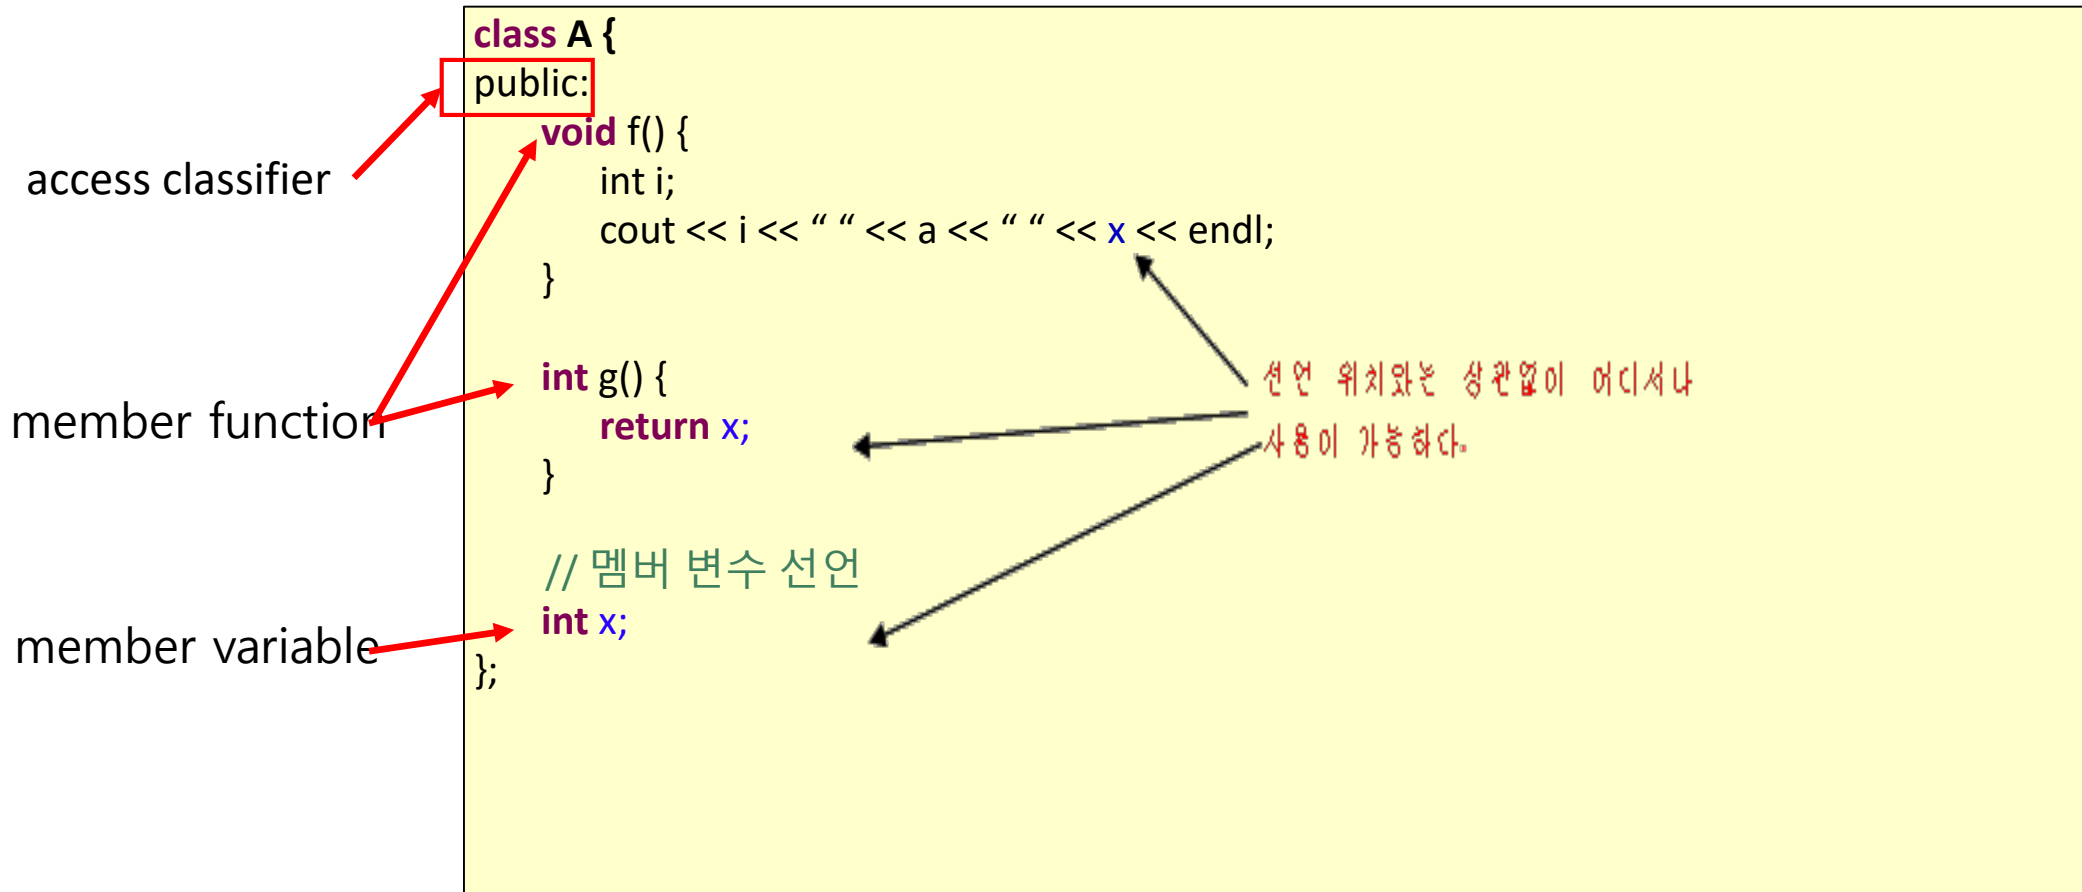 class A {
public:
void f() {
access classifier
int i;
cout << i << “ “ << a << “ “ << x << endl;
}
int g() {
선언 위치와는 상관없이 어디서나
member function
return x;
사용이 가능하다.
}
// 멤버 변수 선언
int x;
member variable
};